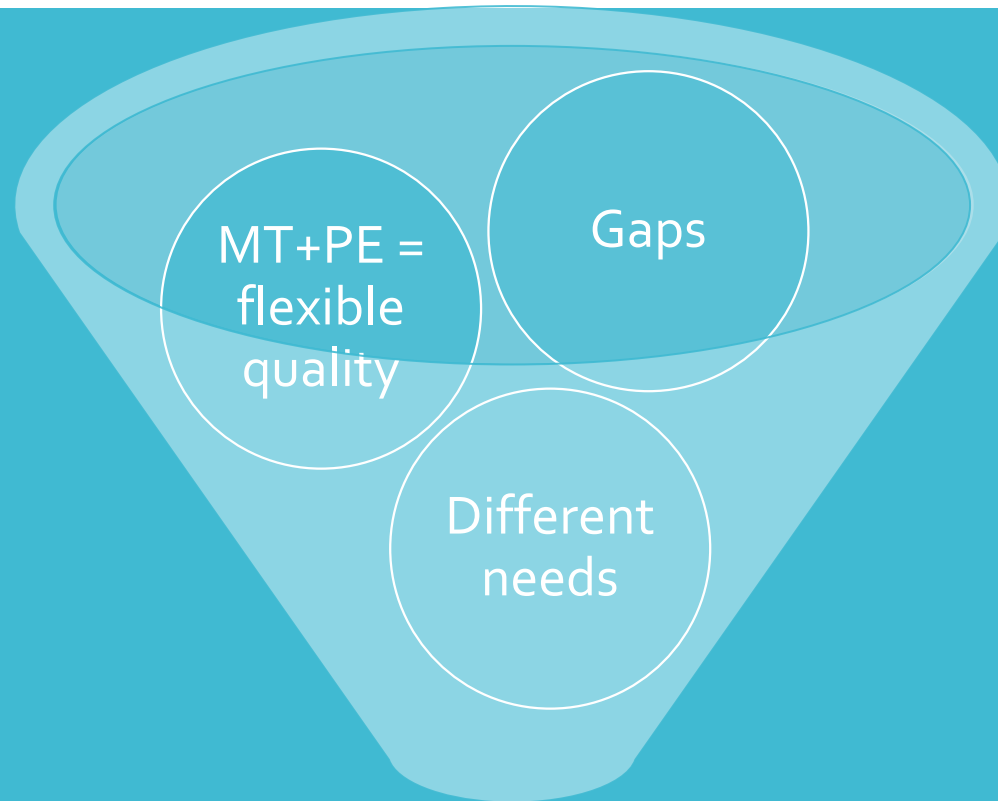 MT+PE =
flexible
quality
Gaps
Different
needs